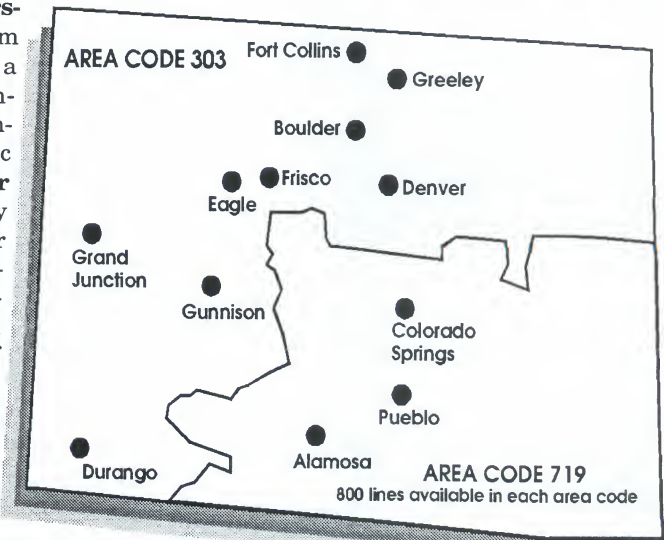 rs-
m
a
n-
n-
c
r
y
r
AREA CODE 303
Fort Collins
Greeley
Boulder
Frisco
Denver
Eagle
Grand
Junction
Gunnison
Colorado
Springs
Pueblo
Alamosa
Durango
AREA CODE 719
800 lines available in each area code